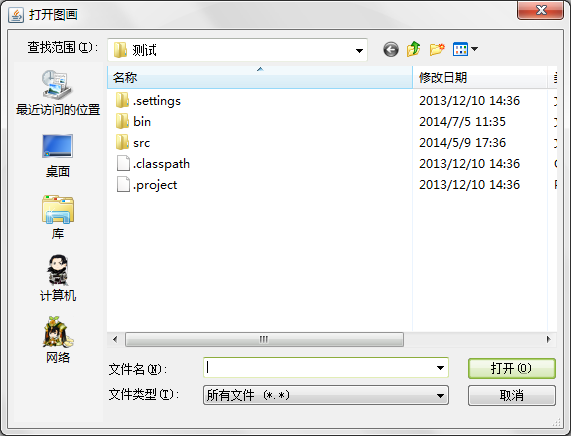 打开图画
查找范围(I):
测试
最近访问的位置
桌面
库
计算机
网络
名称 修改日期
.settings 2013/12/10 14:36
bin 2014/7/5 11:35
src 2014/5/9 17:36
.classpath 2013/12/10 14:36
.project 2013/12/10 14:36
文件名(N):
打开(O)
文件类型(T):
所有文件 (*.*)
取消